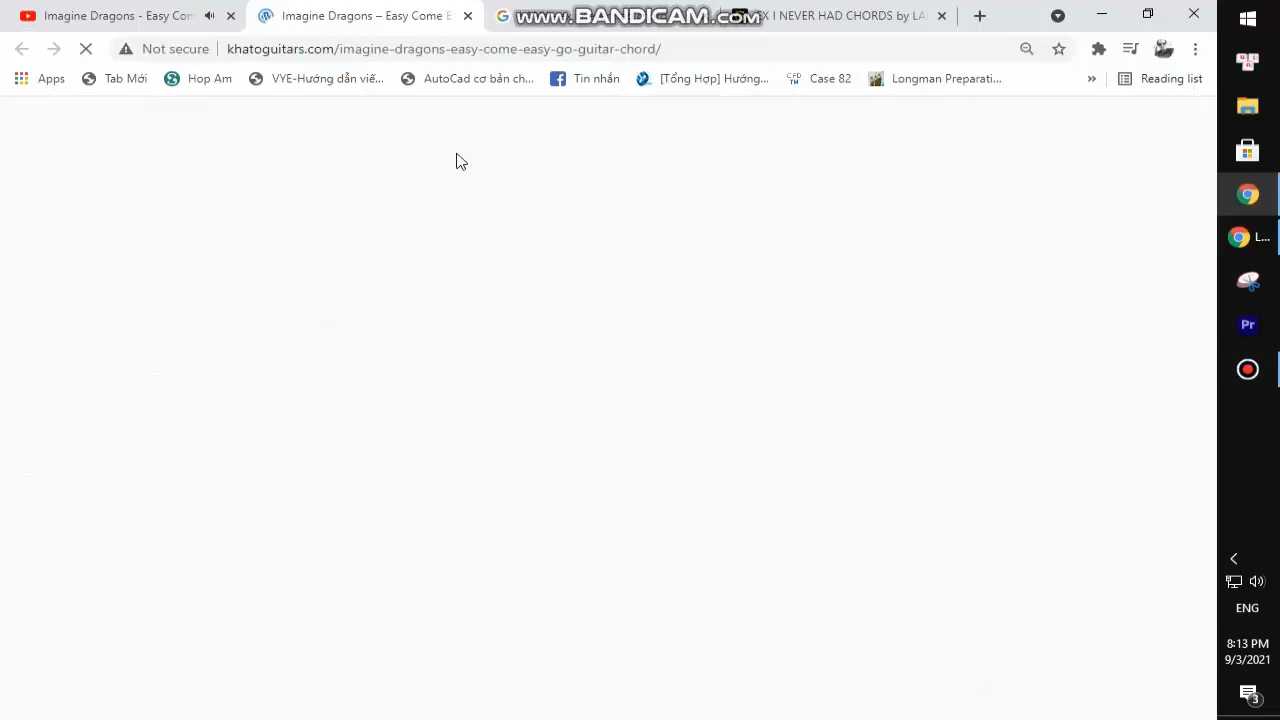 Imagine Dragons - Easy Com
Imagine Dragons – Easy Come E
www.BANDICAM.com
X I NEVER HAD CHORDS by LA
Not secure
khatoguitars.com/imagine-dragons-easy-come-easy-go-guitar-chord/
Apps
Tab Mới
Hop Am
VYE-Hướng dẫn viế...
AutoCad cơ bản ch...
Tin nhắn
[Tổng Hợp] Hướng...
Case 82
Longman Preparati...
»
Reading list
L...
Pr
ENG
8:13 PM
9/3/2021
3